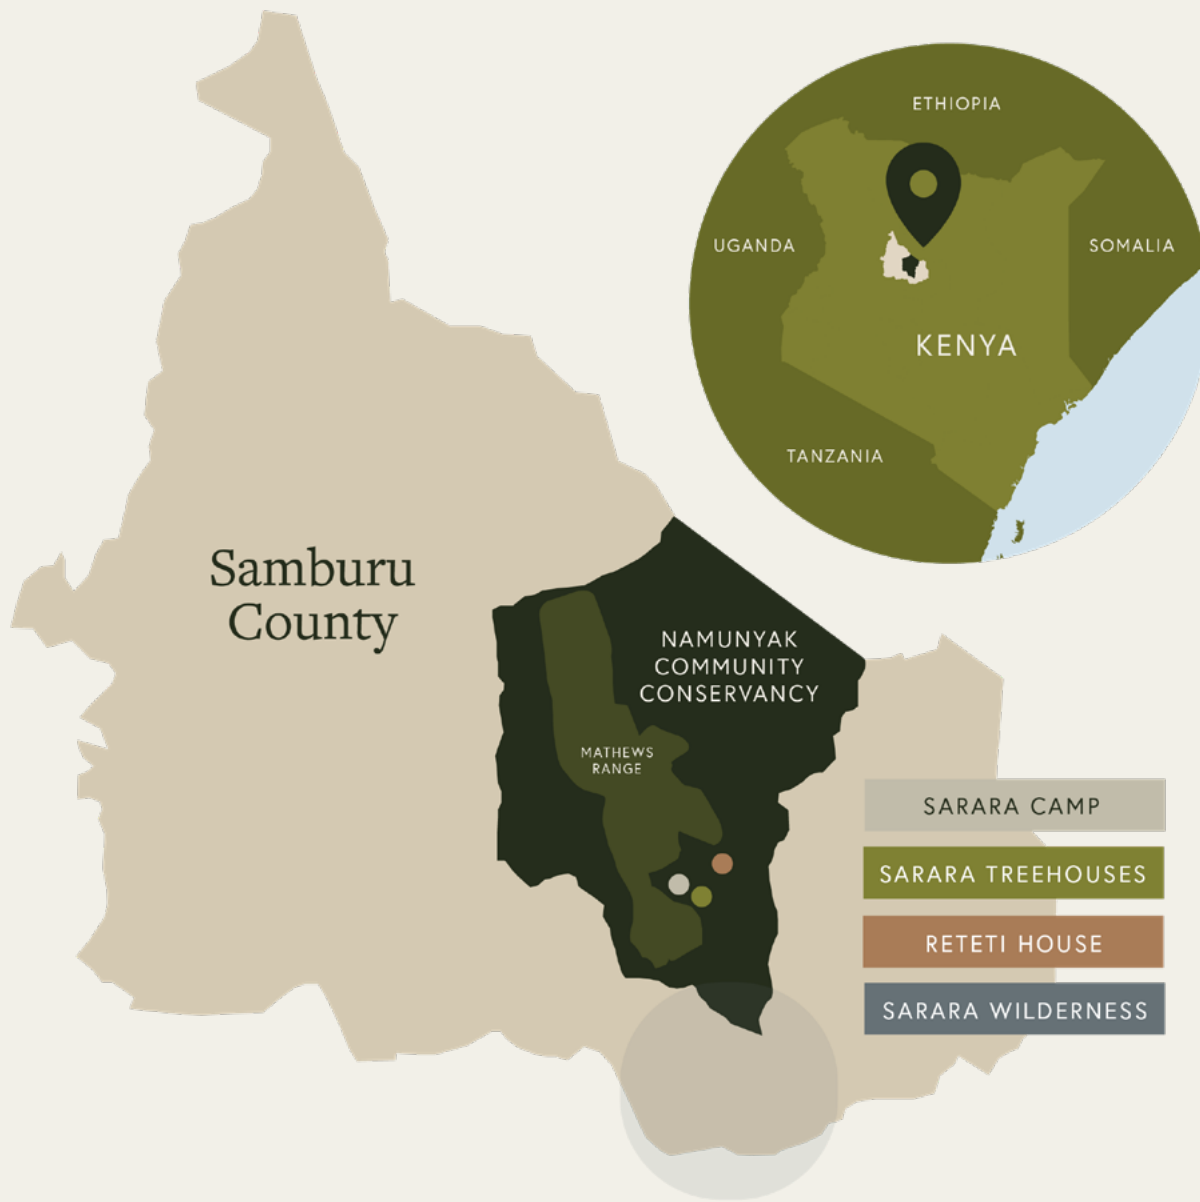 ETHIOPIA
UGANDA
SOMALIA
KENYA
TANZANIA
Samburu
County
NAMUNYAK
COMMUNITY
CONSERVANCY
MATHEWS
RANGE
SARARA CAMP
SARARA TREEHOUSES
RETETI HOUSE
SARARA WILDERNESS